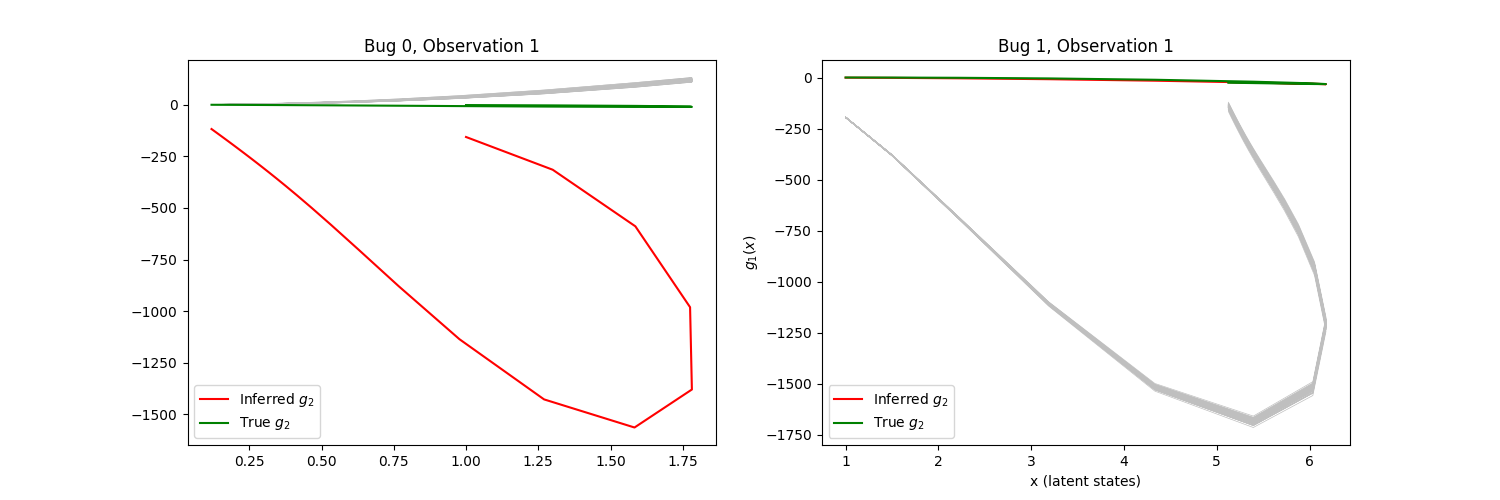 Bug 0, Observation 1
0
−250
−500
−750
−1000
−1250
−1500
0.25 0.50 0.75 1.00 1.25 1.50 1.75
Inferred g₂
True g₂
Bug 1, Observation 1
g₁(x)
0
−250
−500
−750
−1000
−1250
−1500
−1750
1 2 3 4 5 6
x (latent states)
Inferred g₂
True g₂